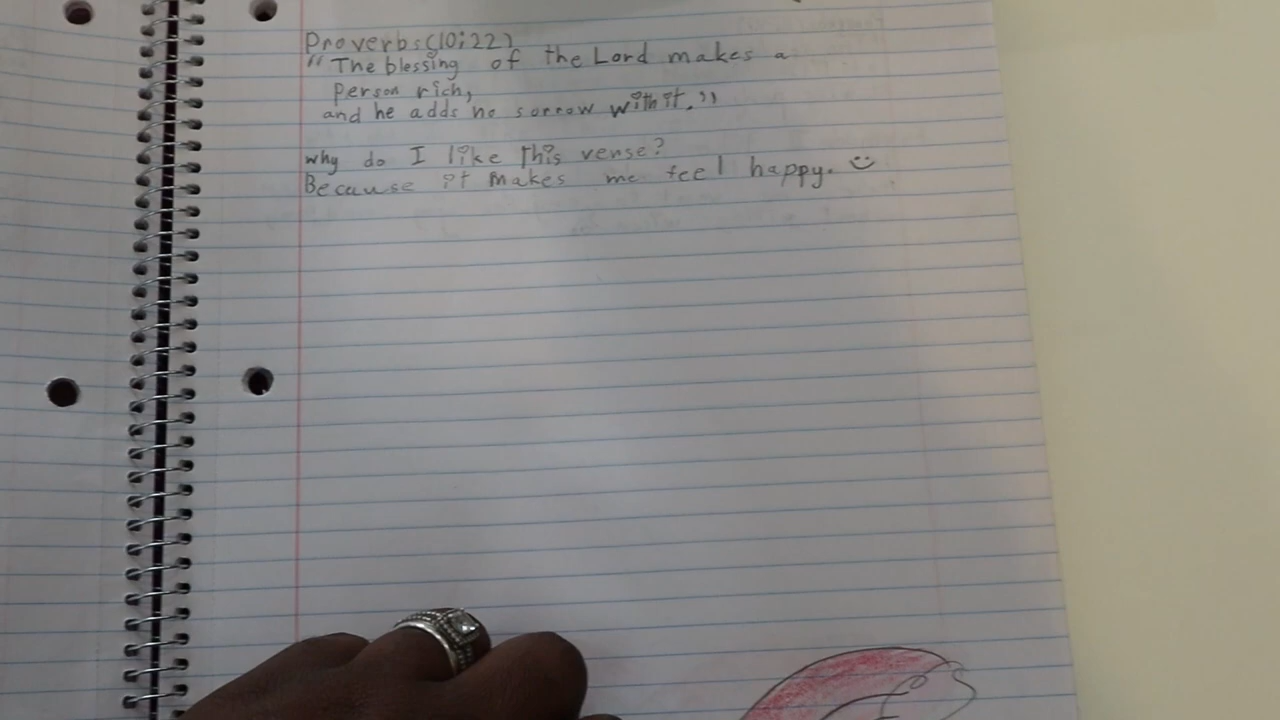 Proverbs(10:22)
"The blessing of the Lord makes a
person rich,
and he adds no sorrow with it."
why do I like this verse?
Because it makes me feel happy. :)